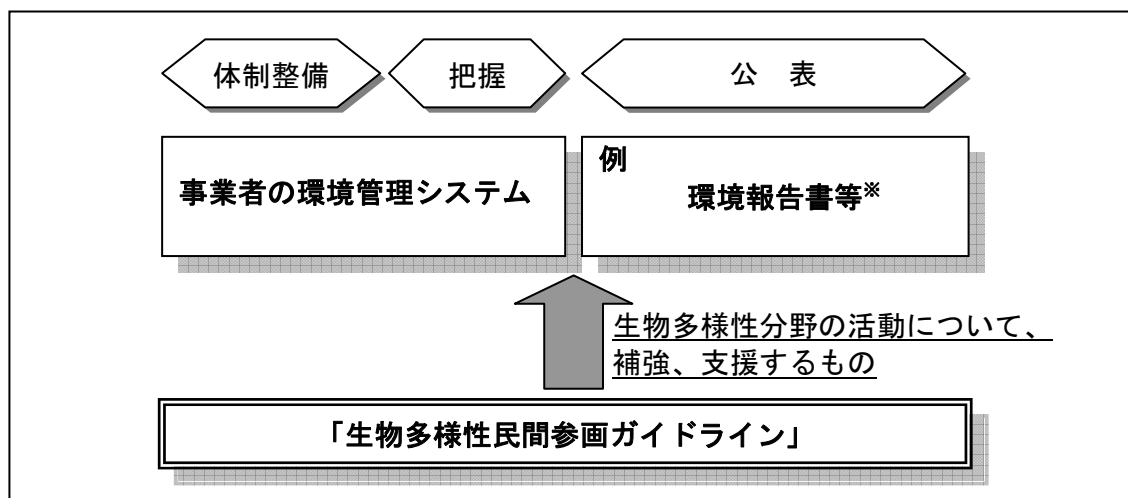 体制整備
把握
公 表
事業者の環境管理システム
例
環境報告書等※
生物多様性分野の活動について、
補強、支援するもの
「生物多様性民間参画ガイドライン」